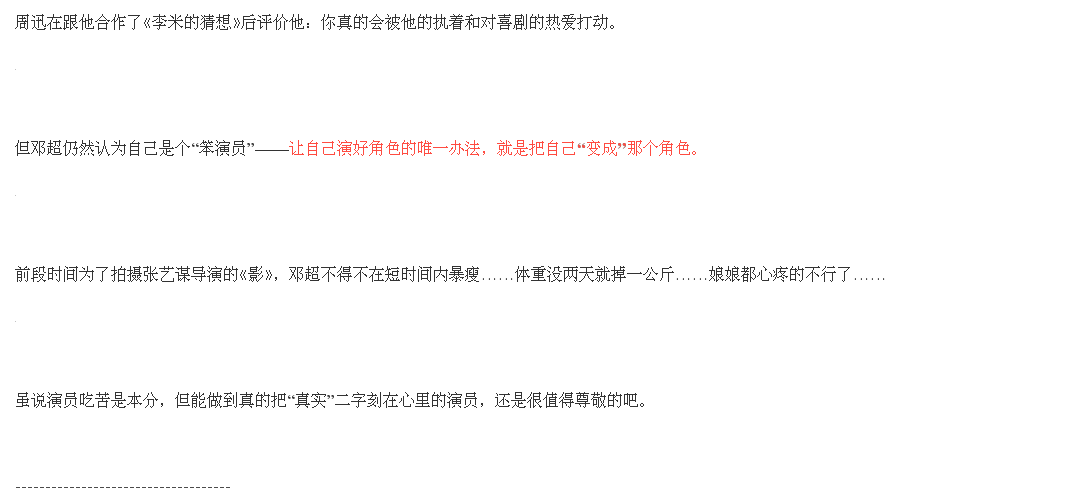 周迅在跟他合作了《李米的猜想》后评价他：你真的会被他的执着和对喜剧的热爱打动。
但邓超仍然认为自己是个“笨演员”——让自己演好角色的唯一办法，就是把自己“变成”那个角色。
前段时间为了拍摄张艺谋导演的《影》，邓超不得不在短时间内暴瘦……体重没两天就掉一公斤……娘娘都心疼的不行了……
虽说演员吃苦是本分，但能做到真的把“真实”二字刻在心里的演员，还是很值得尊敬的吧。
------------------------------------